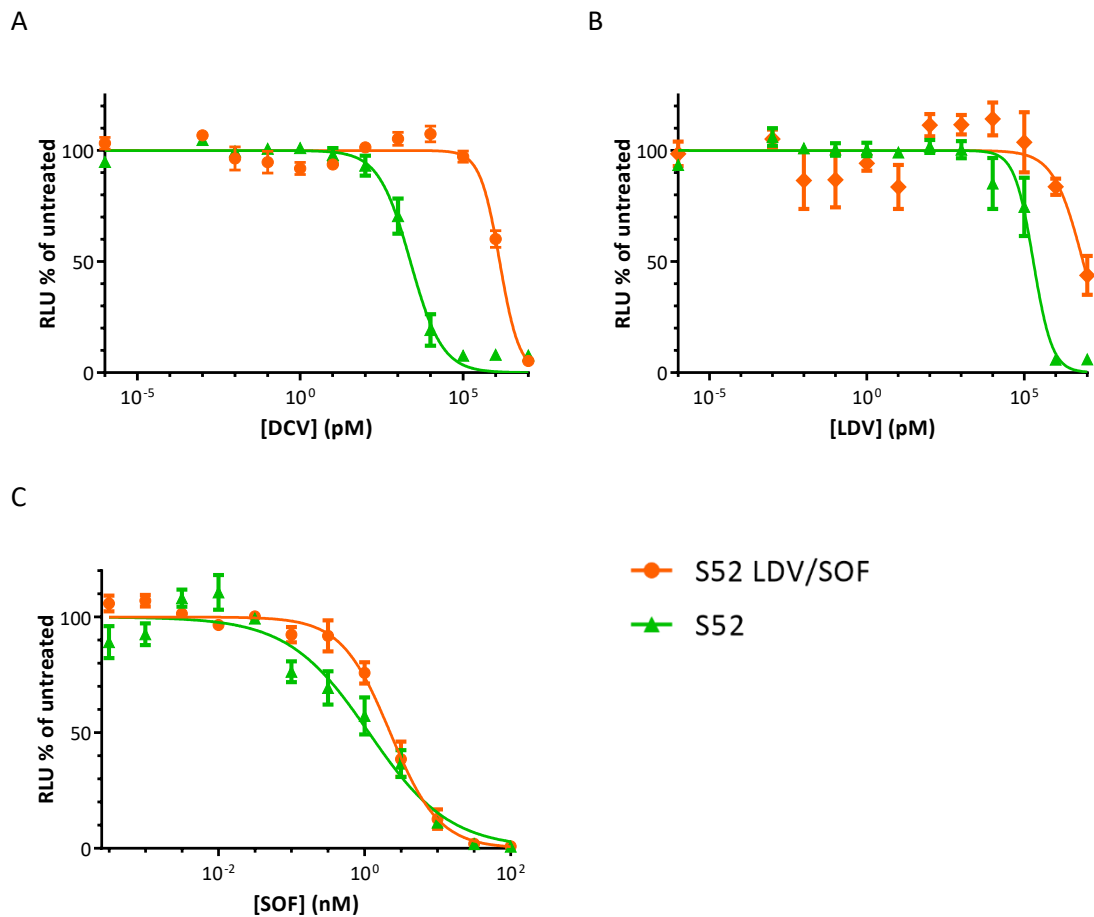 A
B
RLU % of untreated
100
50
0
10-5
100
105
[DCV] (pM)
RLU % of untreated
100
50
0
10-5
100
105
[LDV] (pM)
C
RLU % of untreated
100
50
0
10-2
100
102
[SOF] (nM)
S52 LDV/SOF
S52